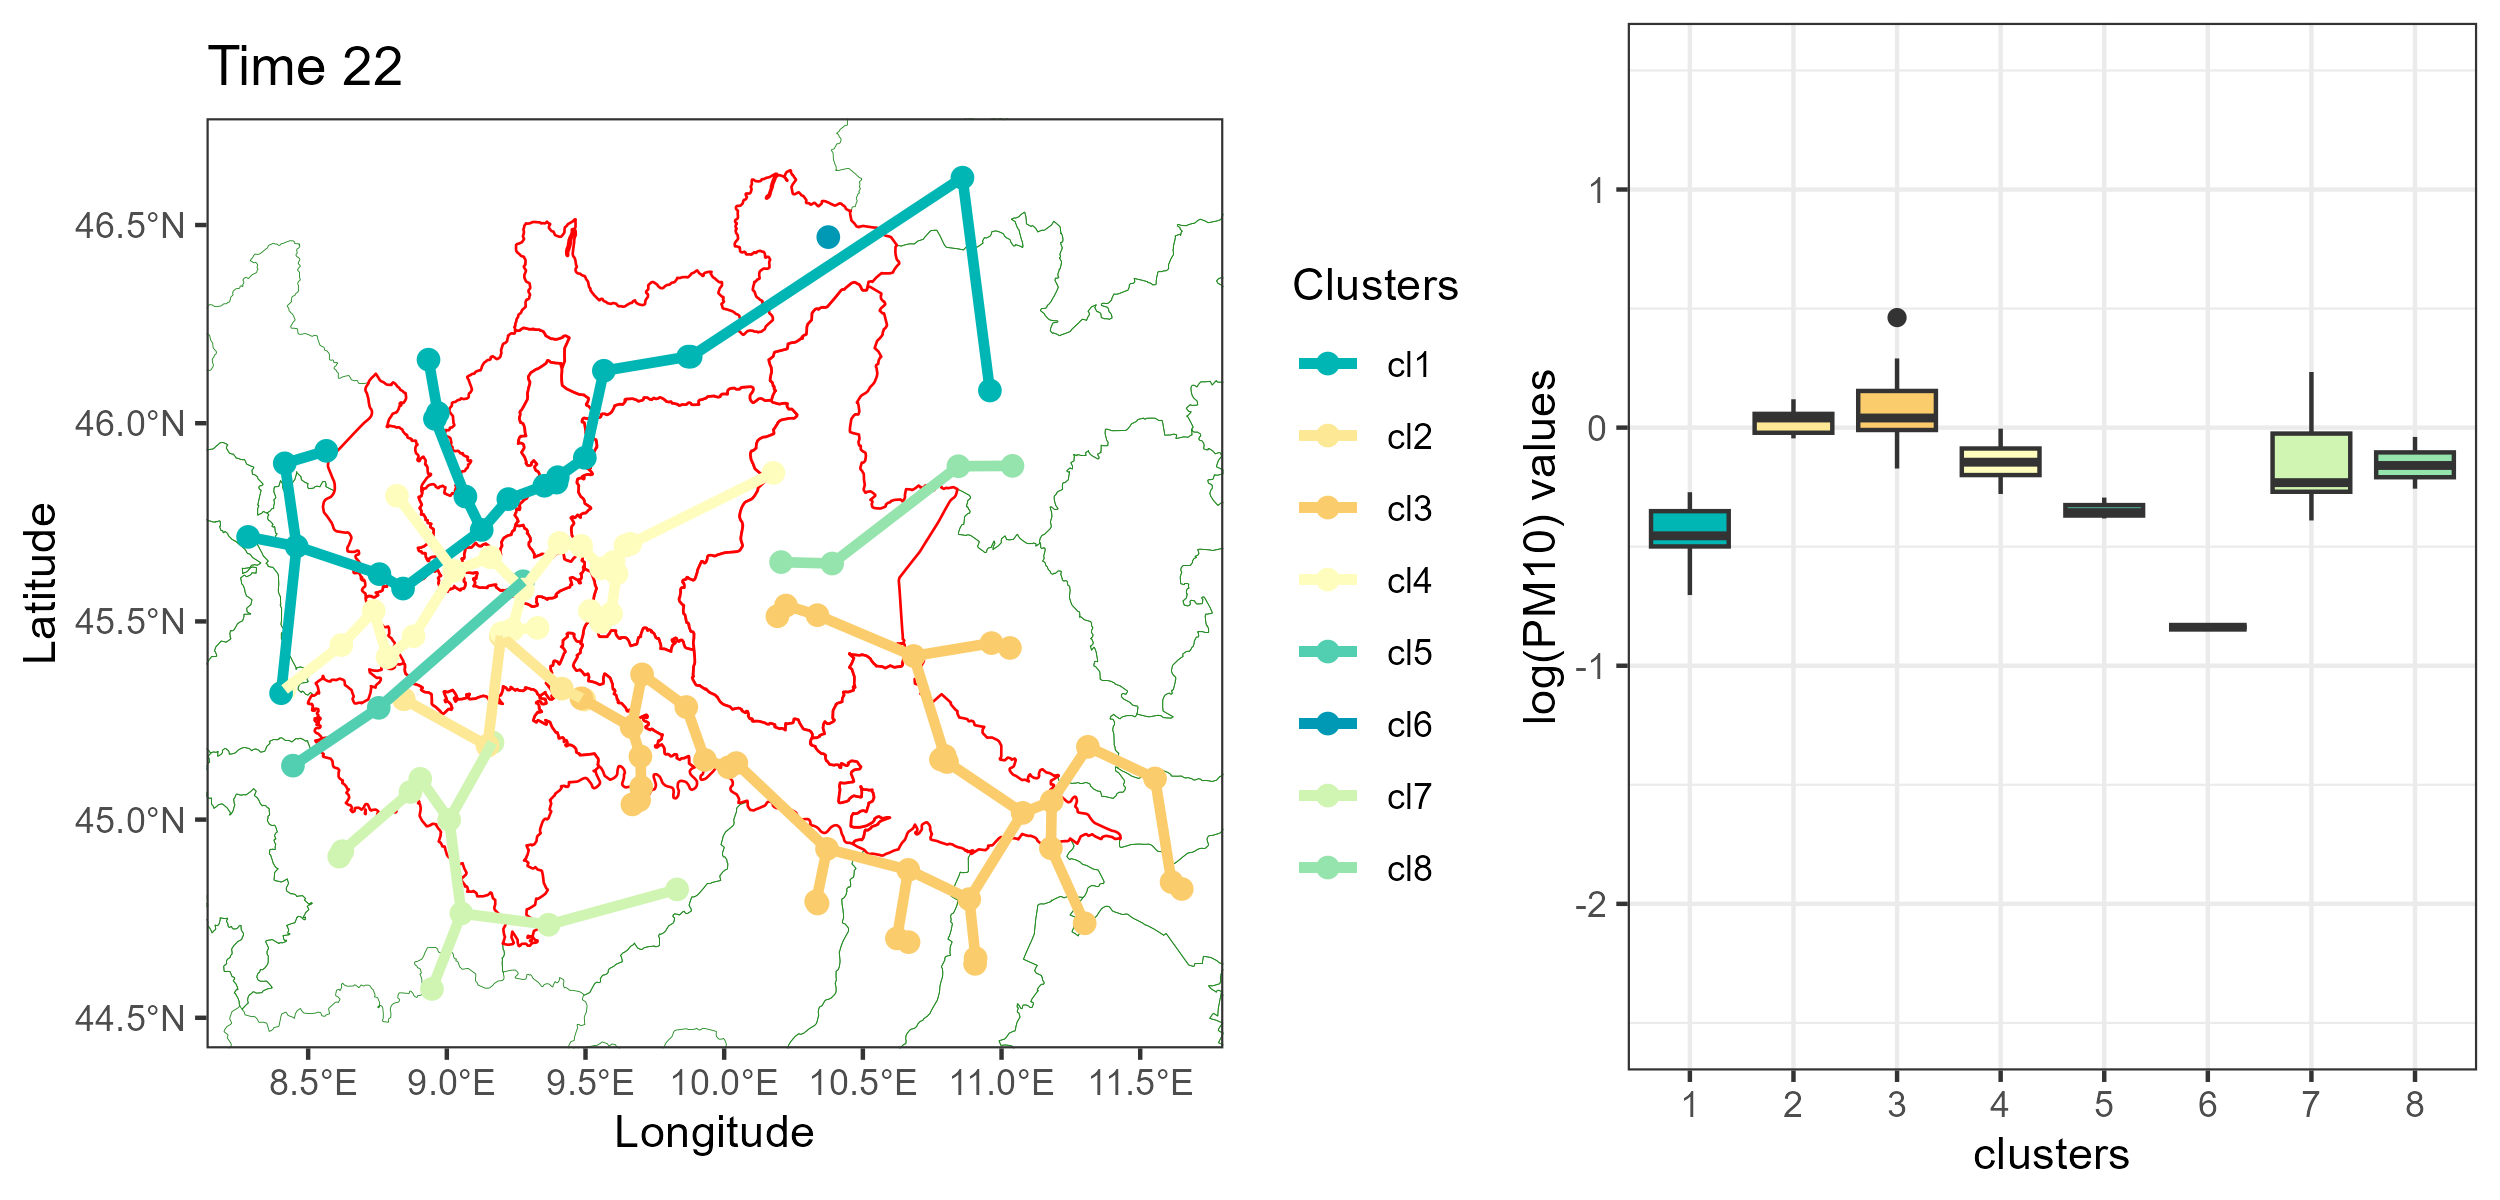 Time 22
46.5°N
46.0°N
45.5°N
45.0°N
44.5°N
Latitude
8.5°E 9.0°E 9.5°E 10.0°E 10.5°E 11.0°E 11.5°E
Longitude
Clusters
cl1
cl2
cl3
cl4
cl5
cl6
cl7
cl8
1
0
-1
-2
log(PM10) values
1 2 3 4 5 6 7 8
clusters